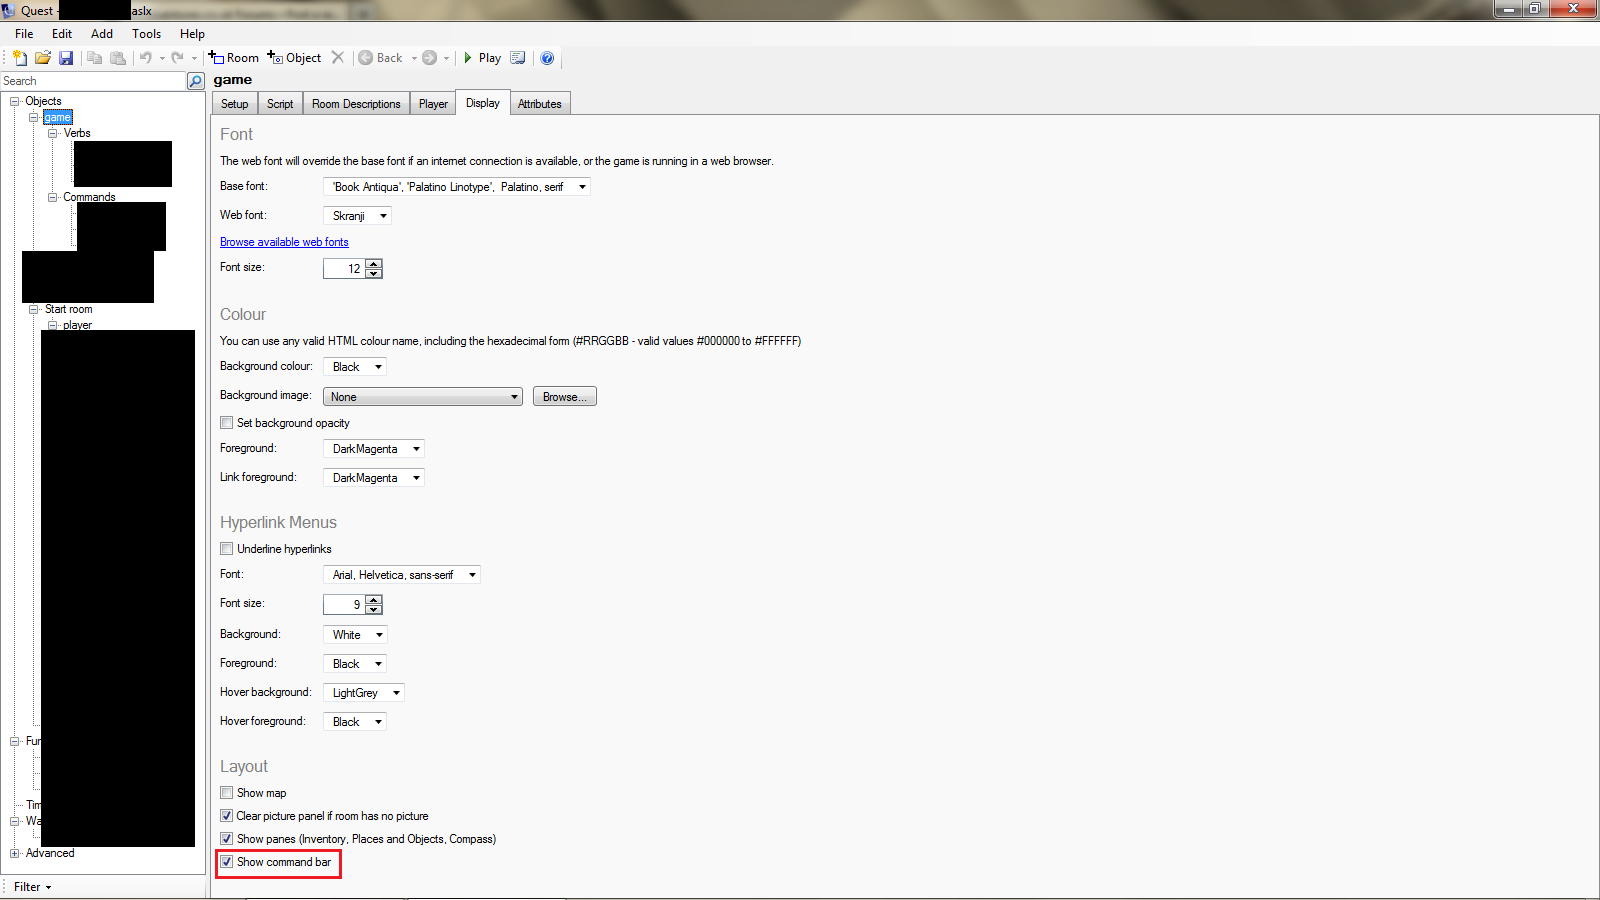 Quest - aslx
File Edit Add Tools Help
Room Object Back Play
Search
game
Setup Script Room Descriptions Player Display Attributes
Objects
game
Verbs
Commands
Start room
player
Fun
Tim
Wa
Advanced
Filter
Font
The web font will override the base font if an internet connection is available, or the game is running in a web browser.
Base font: 'Book Antiqua', 'Palatino Linotype', Palatino, serif
Web font: Skranji
Browse available web fonts
Font size: 12
Colour
You can use any valid HTML colour name, including the hexadecimal form (#RRGGBB - valid values #000000 to #FFFFFF)
Background colour: Black
Background image: None Browse...
Set background opacity
Foreground: DarkMagenta
Link foreground: DarkMagenta
Hyperlink Menus
Underline hyperlinks
Font: Arial, Helvetica, sans-serif
Font size: 9
Background: White
Foreground: Black
Hover background: LightGrey
Hover foreground: Black
Layout
Show map
Clear picture panel if room has no picture
Show panes (Inventory, Places and Objects, Compass)
Show command bar